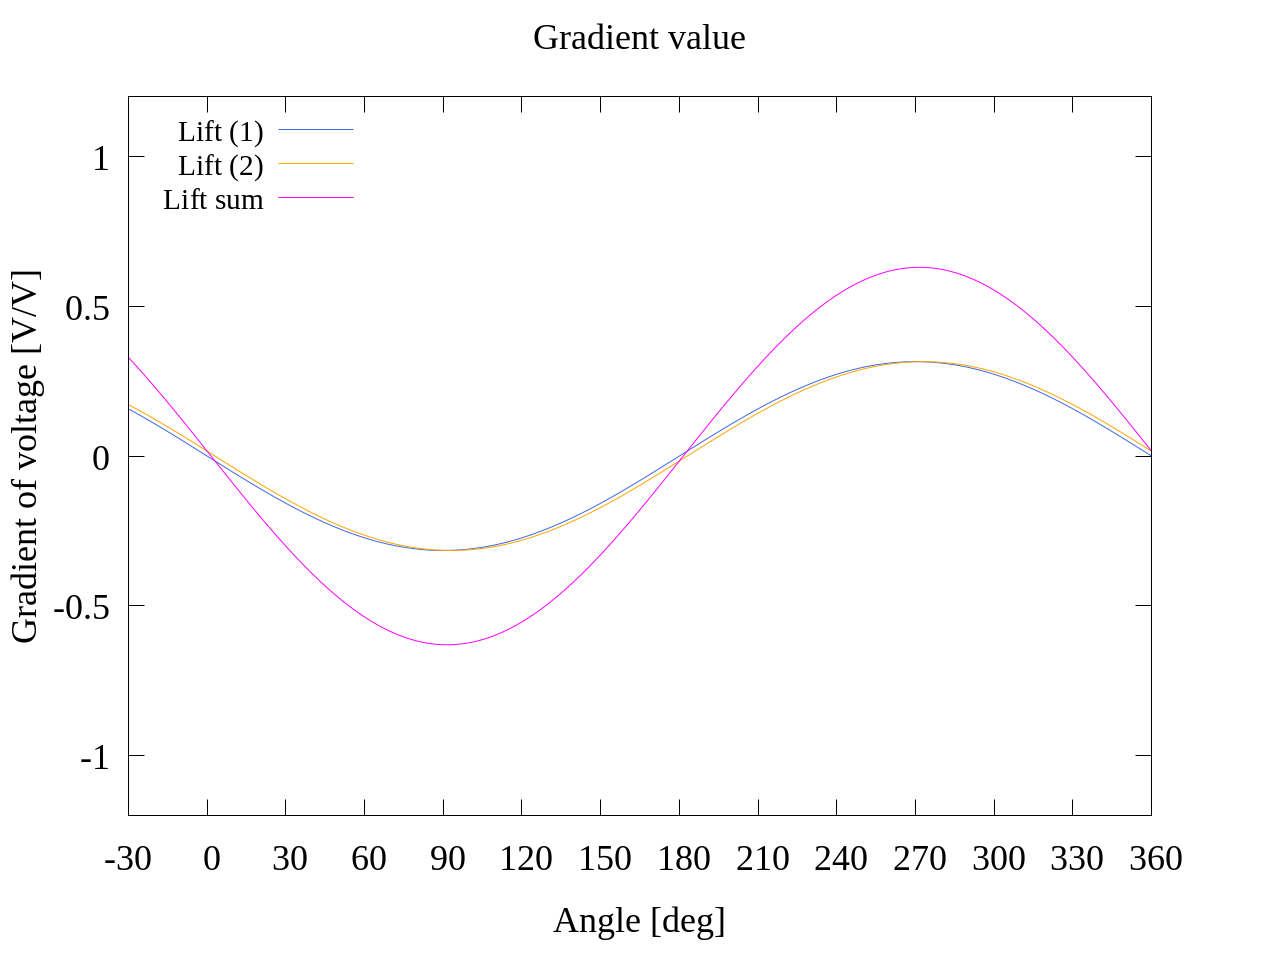 Gradient value
Lift (1)
Lift (2)
Lift sum
1
0.5
0
-0.5
-1
Gradient of voltage [V/V]
-30 0 30 60 90 120 150 180 210 240 270 300 330 360
Angle [deg]